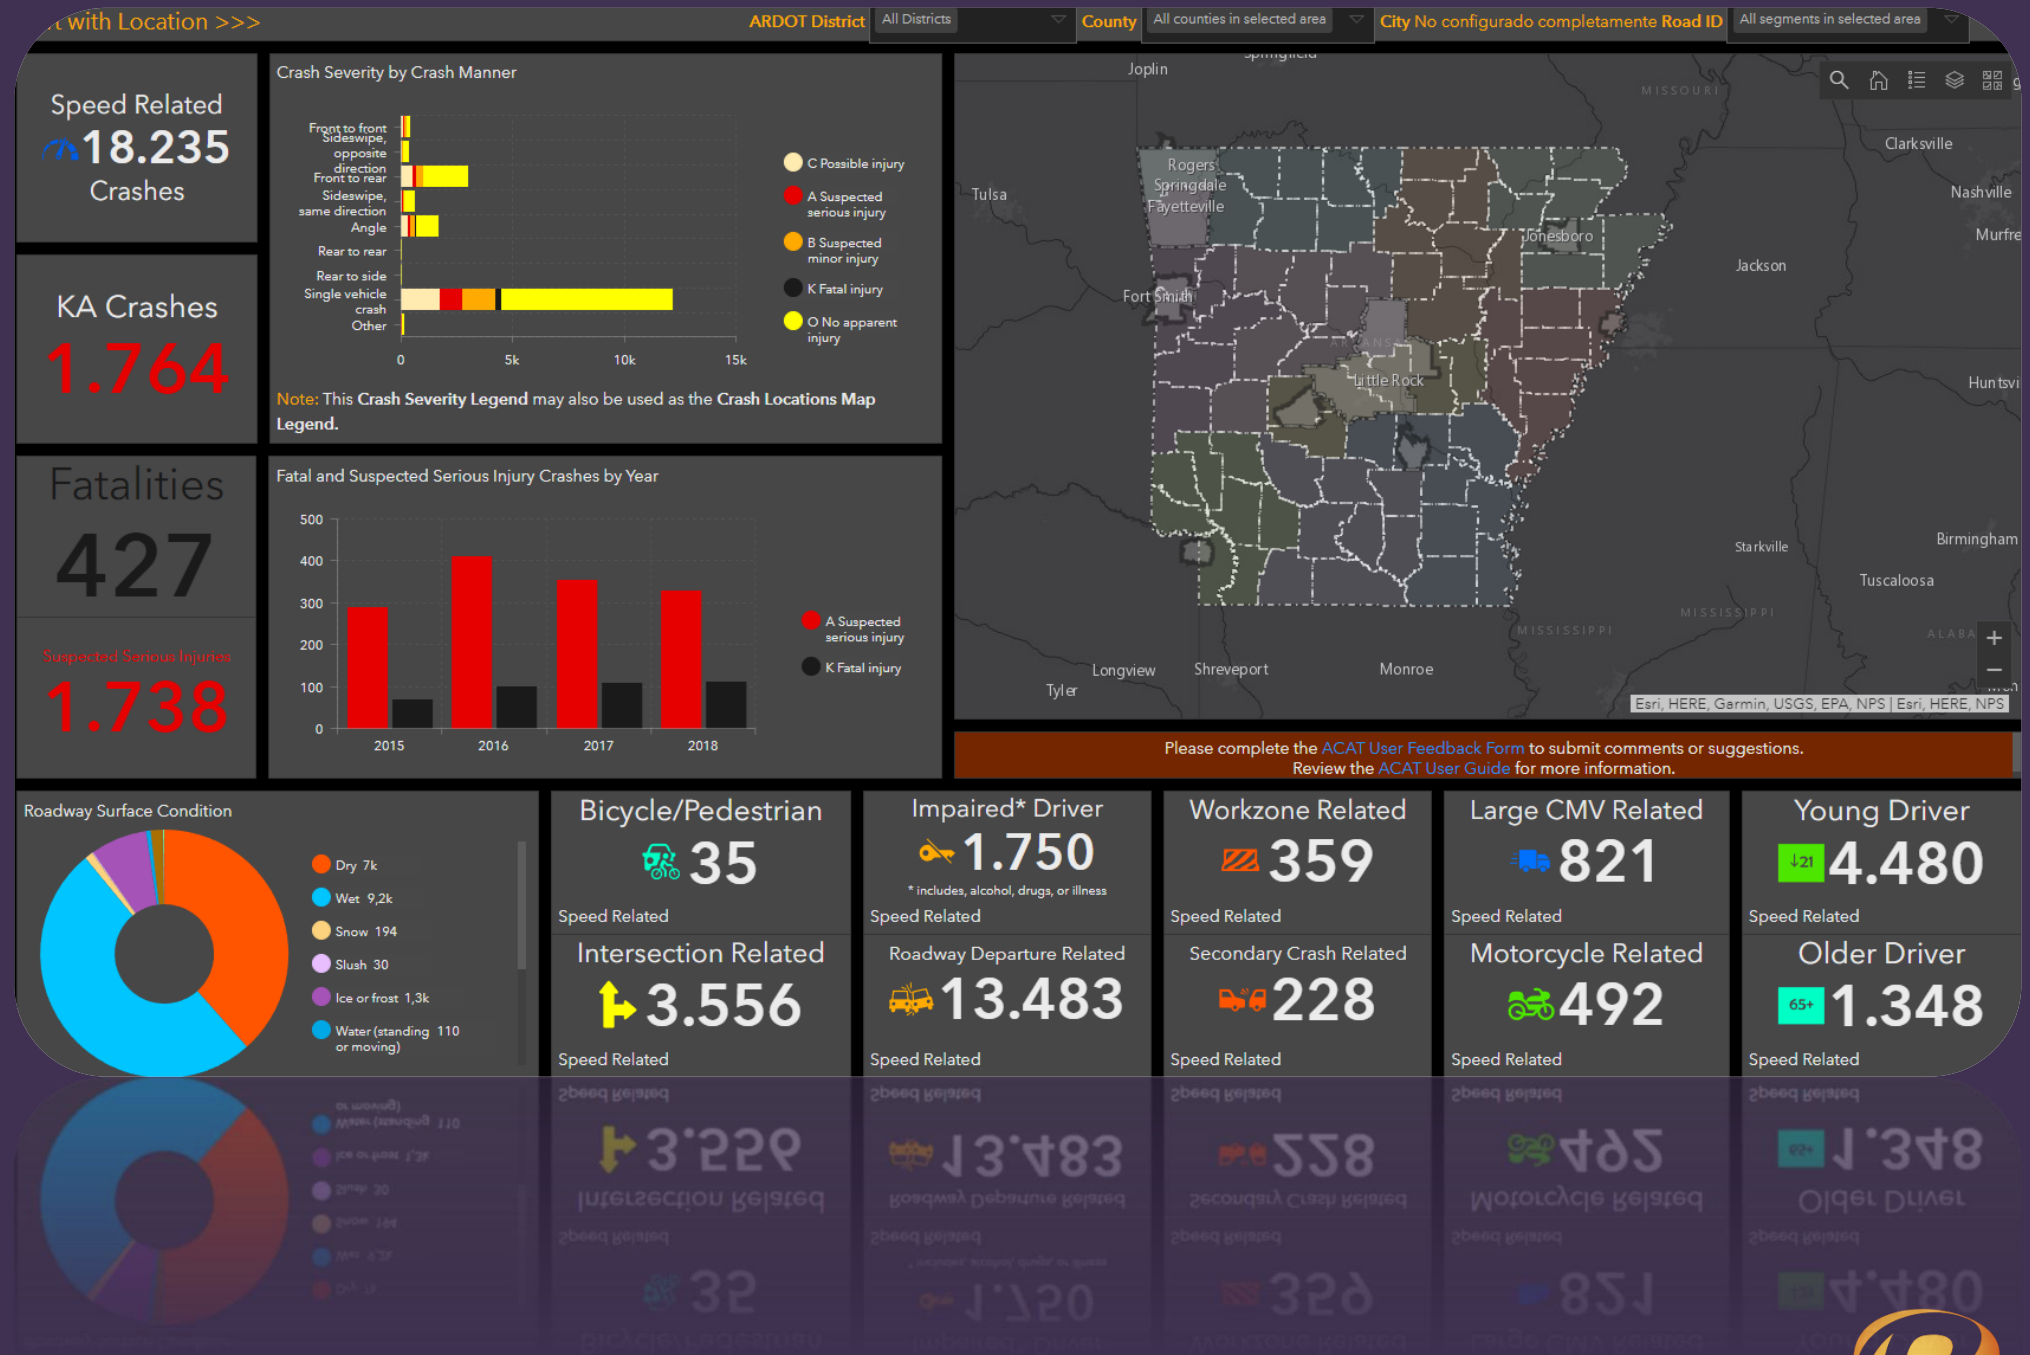 t with Location >>>
ARDOT District All Districts County All counties in selected area City No configurado completamente Road ID All segments in selected area
Speed Related
18.235
Crashes
KA Crashes
1.764
Fatalities
427
Suspected Serious Injuries
1.738
Crash Severity by Crash Manner
Front to front
Sideswipe,
opposite
direction
Front to rear
Sideswipe,
same direction
Angle
Rear to rear
Rear to side
Single vehicle
crash
Other
0 5k 10k 15k
C Possible injury
A Suspected
serious injury
B Suspected
minor injury
K Fatal injury
O No apparent
injury
Note: This Crash Severity Legend may also be used as the Crash Locations Map
Legend.
Fatal and Suspected Serious Injury Crashes by Year
500
400
300
200
100
0
2015 2016 2017 2018
A Suspected
serious injury
K Fatal injury
Joplin
Springfield
MISSOURI
Clarksville
Rogers
Springdale
Fayetteville
Tulsa
Nashville
Murfre
Jonesboro
Jackson
Fort Smith
ARKANSAS
Little Rock
Huntsvi
Starkville
Birmingham
Tuscaloosa
MISSISSIPPI
MISSISSIPPI
ALABA
Longview
Shreveport
Monroe
Tyler
+
−
Esri, HERE, Garmin, USGS, EPA, NPS | Esri, HERE, NPS
Please complete the ACAT User Feedback Form to submit comments or suggestions.
Review the ACAT User Guide for more information.
Roadway Surface Condition
Dry 7k
Wet 9,2k
Snow 194
Slush 30
Ice or frost 1,3k
Water (standing 110
or moving)
Bicycle/Pedestrian
35
Speed Related
Impaired* Driver
1.750
* includes, alcohol, drugs, or illness
Speed Related
Workzone Related
359
Speed Related
Large CMV Related
821
Speed Related
Young Driver
↓21 4.480
Speed Related
Intersection Related
3.556
Speed Related
Roadway Departure Related
13.483
Speed Related
Secondary Crash Related
228
Speed Related
Motorcycle Related
492
Speed Related
Older Driver
65+ 1.348
Speed Related